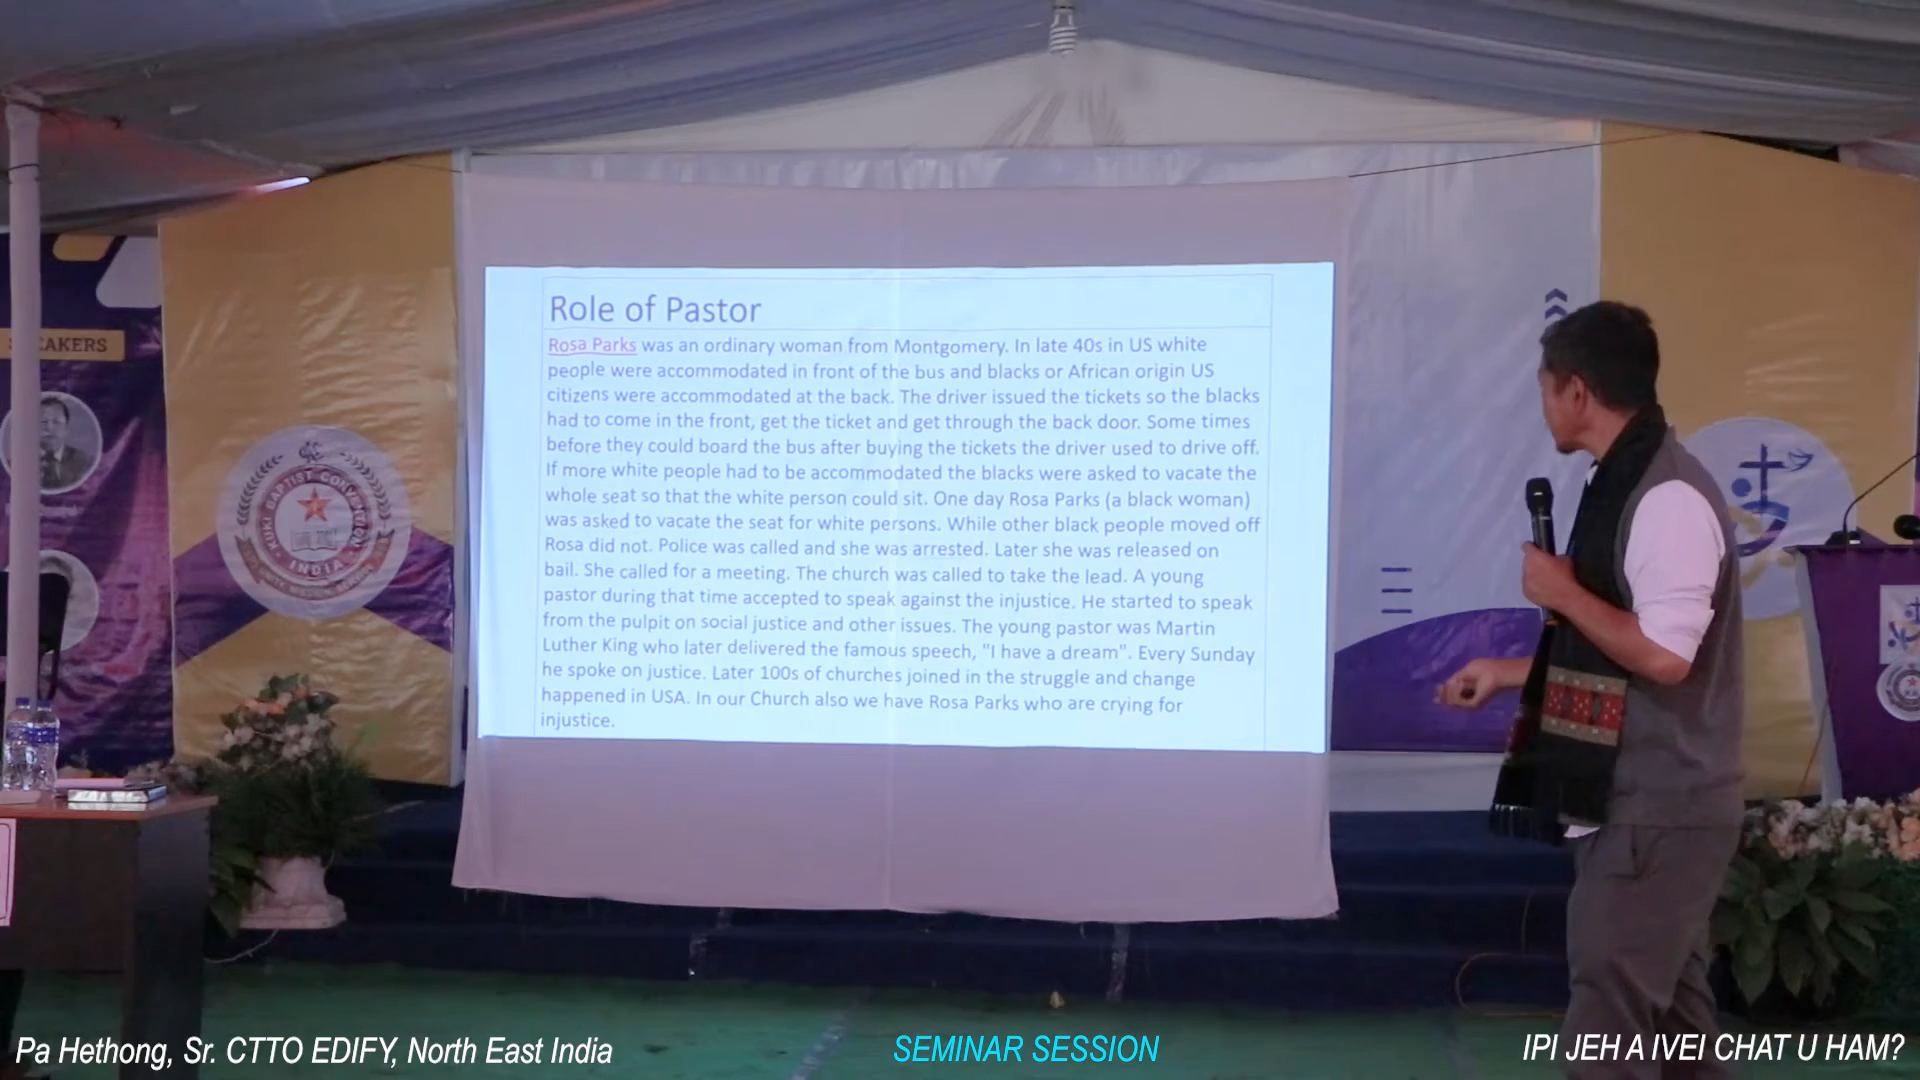 SPEAKERS
KUKI BAPTIST CONVENTION
INDIA
Role of Pastor
Rosa Parks was an ordinary woman from Montgomery. In late 40s in US white
people were accommodated in front of the bus and blacks or African origin US
citizens were accommodated at the back. The driver issued the tickets so the blacks
had to come in the front, get the ticket and get through the back door. Some times
before they could board the bus after buying the tickets the driver used to drive off.
If more white people had to be accommodated the blacks were asked to vacate the
whole seat so that the white person could sit. One day Rosa Parks (a black woman)
was asked to vacate the seat for white persons. While other black people moved off
Rosa did not. Police was called and she was arrested. Later she was released on
bail. She called for a meeting. The church was called to take the lead. A young
pastor during that time accepted to speak against the injustice. He started to speak
from the pulpit on social justice and other issues. The young pastor was Martin
Luther King who later delivered the famous speech, "I have a dream". Every Sunday
he spoke on justice. Later 100s of churches joined in the struggle and change
happened in USA. In our Church also we have Rosa Parks who are crying for
injustice.
Pa Hethong, Sr. CTTO EDIFY, North East India
SEMINAR SESSION
IPI JEH A IVEI CHAT U HAM?